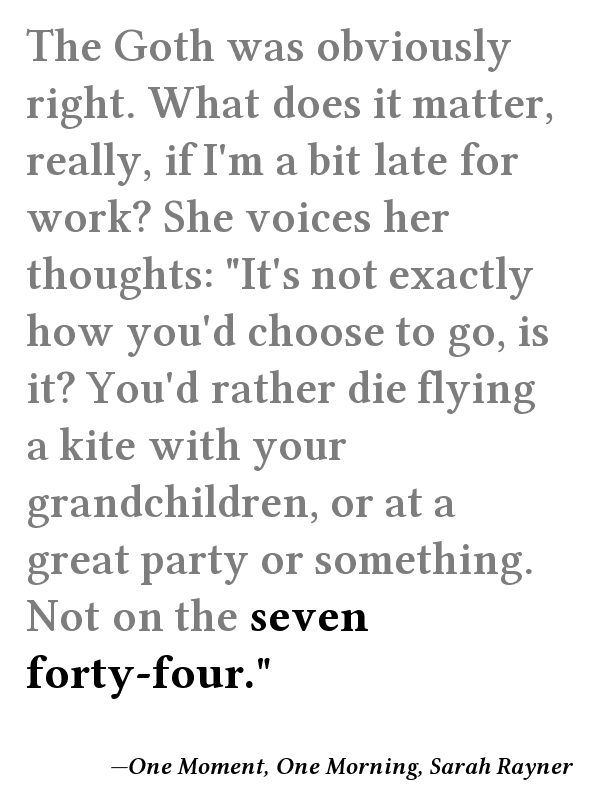 The Goth was obviously
right. What does it matter,
really, if I'm a bit late for
work? She voices her
thoughts: "It's not exactly
how you'd choose to go, is
it? You'd rather die flying
a kite with your
grandchildren, or at a
great party or something.
Not on the seven
forty-four."
—One Moment, One Morning, Sarah Rayner